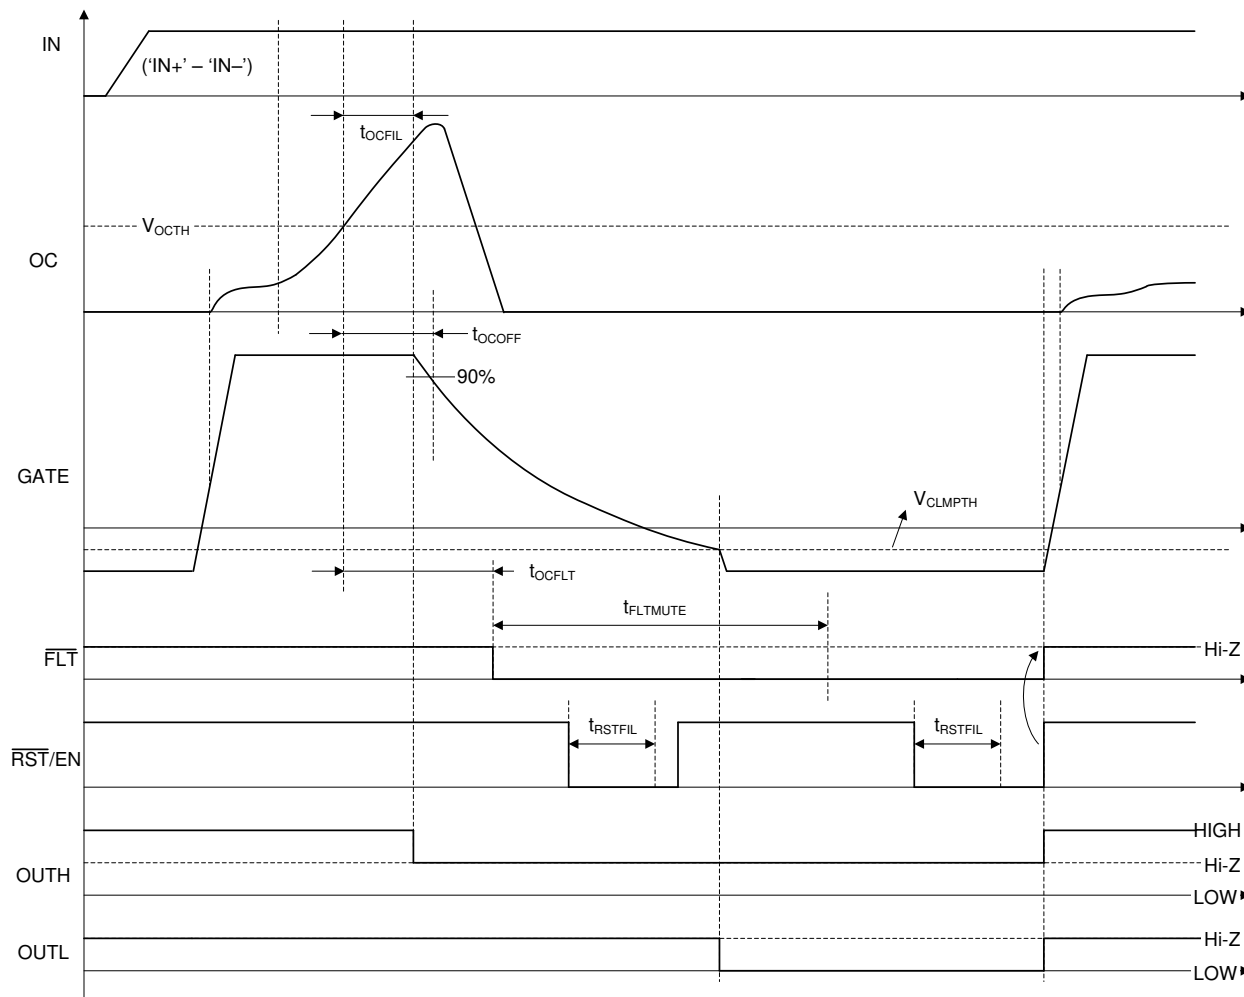 IN
('IN+' – 'IN–')
tOCFIL
VOCTH
OC
tOCOFF
90%
GATE
VCLMPTH
tOCFLT
tFLTMUTE
FLT
Hi-Z
tRSTFIL
tRSTFIL
RST/EN
HIGH
OUTH
Hi-Z
LOW
OUTL
Hi-Z
LOW